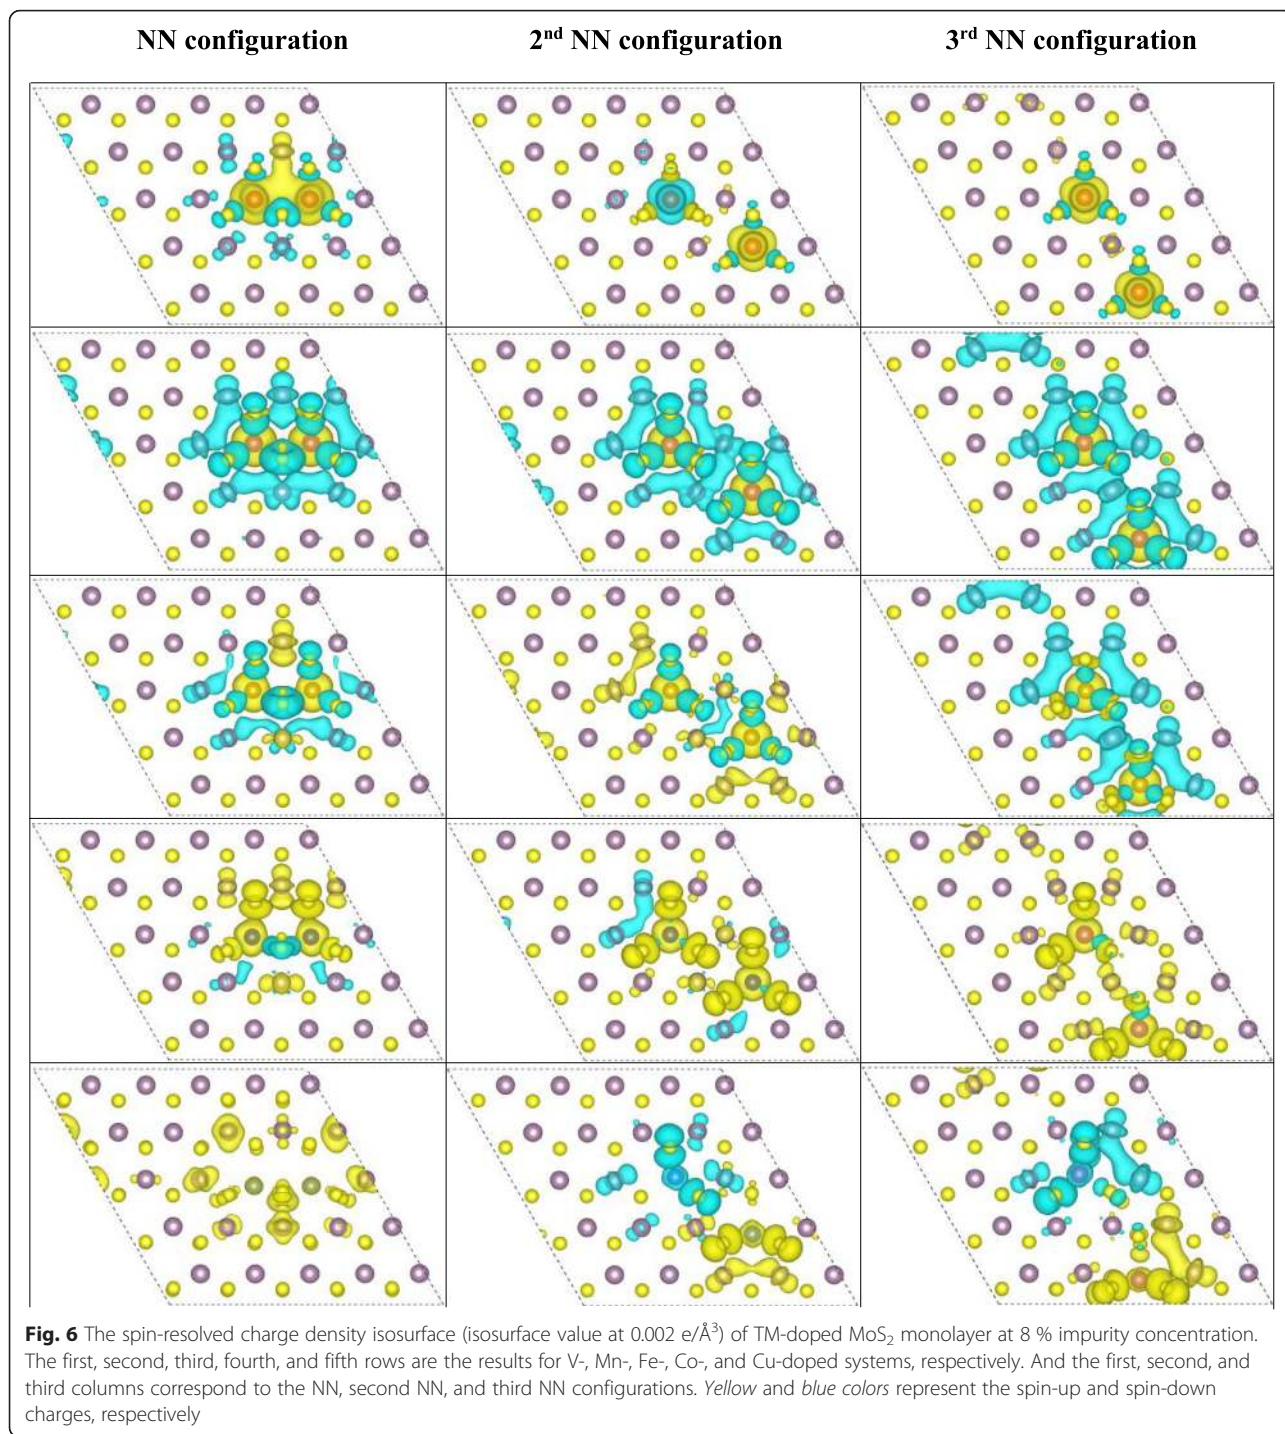 NN configuration
2nd NN configuration
3rd NN configuration
Fig. 6 The spin-resolved charge density isosurface (isosurface value at 0.002 e/Å3) of TM-doped MoS2 monolayer at 8 % impurity concentration.
The first, second, third, fourth, and fifth rows are the results for V-, Mn-, Fe-, Co-, and Cu-doped systems, respectively. And the first, second, and
third columns correspond to the NN, second NN, and third NN configurations. Yellow and blue colors represent the spin-up and spin-down
charges, respectively